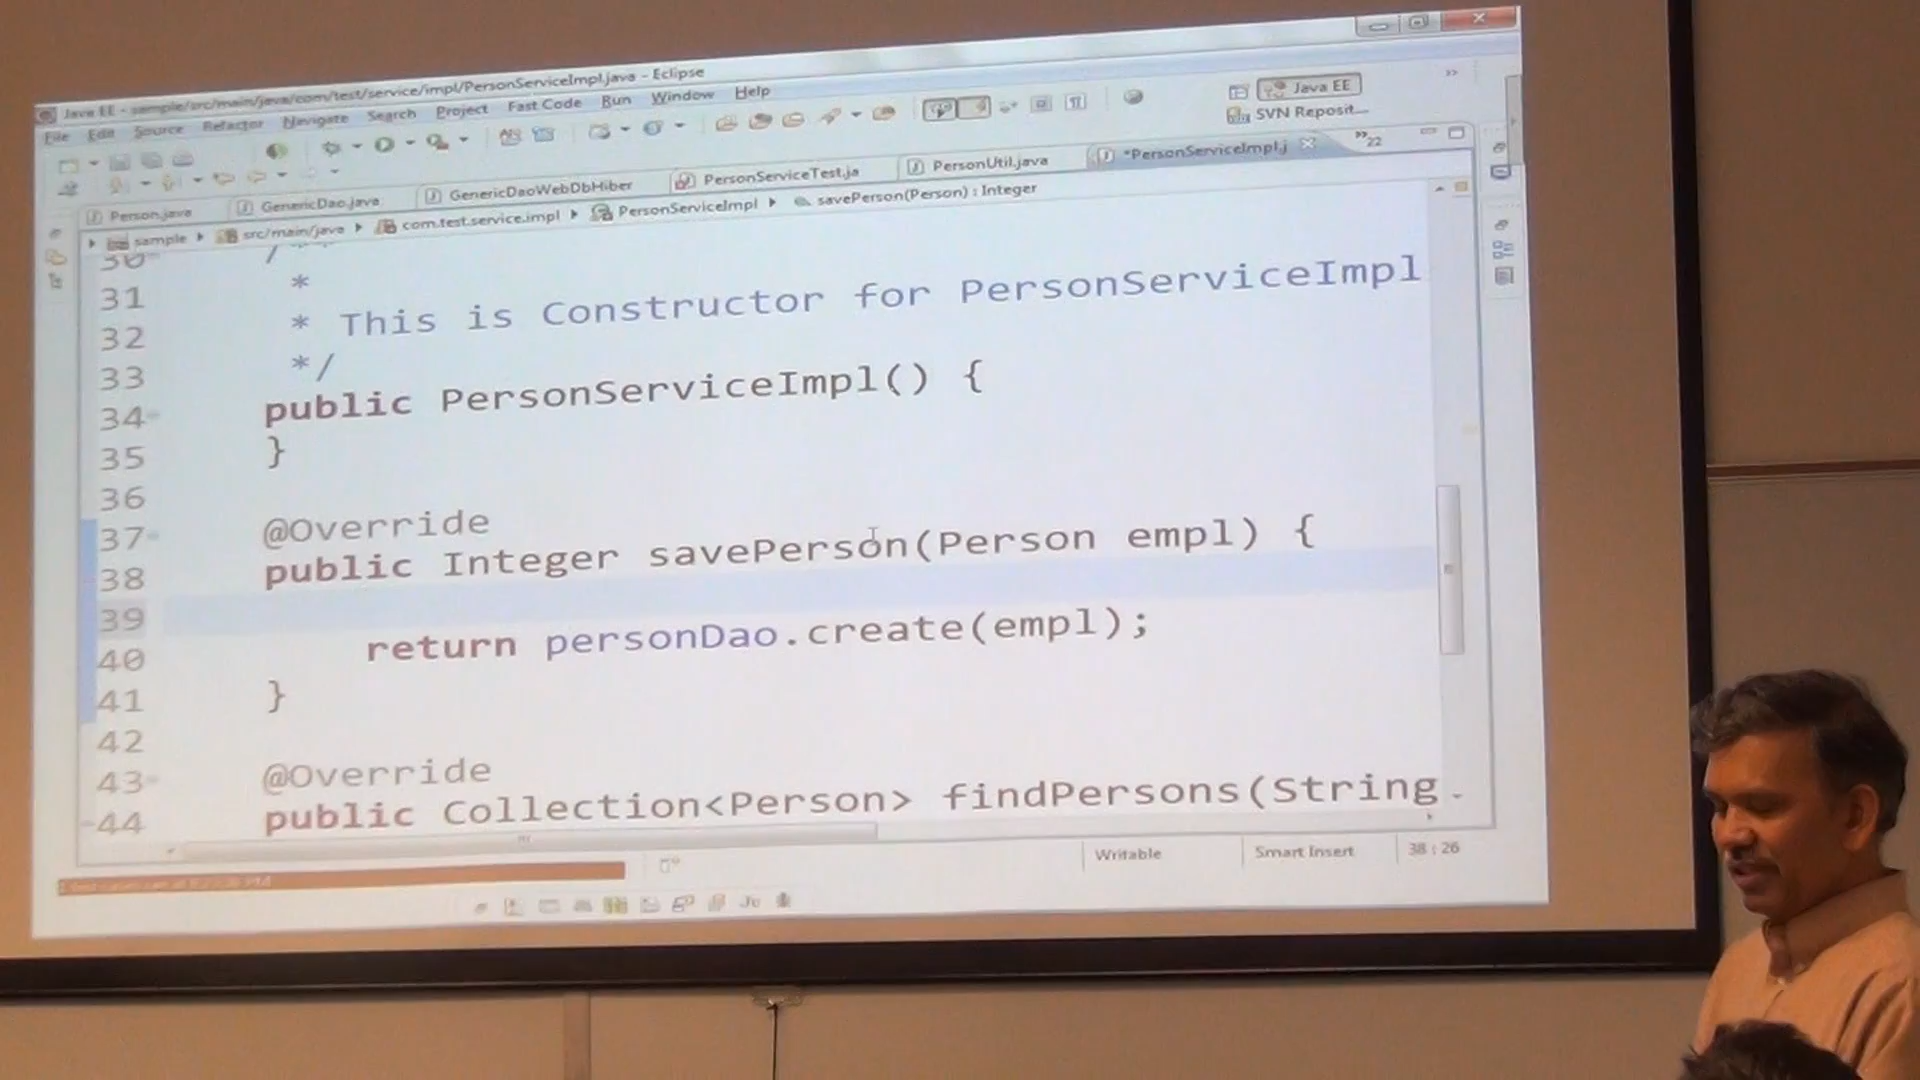 Java EE - sample/src/main/java/com/test/service/impl/PersonServiceImpl.java - Eclipse
File Edit Source Refactor Navigate Search Project Fast Code Run Window Help
Java EE
SVN Reposit...
Person.java GenericDao.java GenericDaoWebDbHiber PersonServiceTest.ja PersonUtil.java *PersonServiceImpl.j »22
sample src/main/java com.test.service.impl PersonServiceImpl savePerson(Person) : Integer
30 /**
31 *
32 * This is Constructor for PersonServiceImpl
33 */
34 public PersonServiceImpl() {
35 }
36
37 @Override
38 public Integer savePerson(Person empl) {
39
40 return personDao.create(empl);
41 }
42
43 @Override
44 public Collection<Person> findPersons(String
Writable Smart Insert 38 : 26
Ju